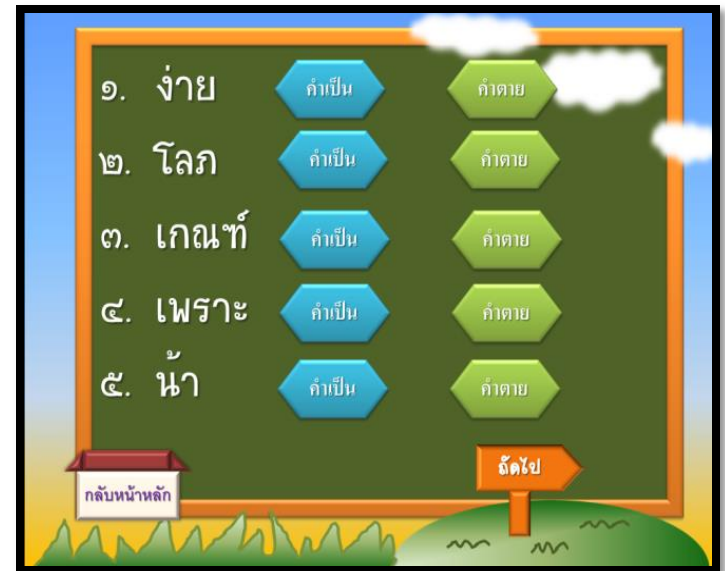 ๑. ง่าย คำเป็น คำตาย
๒. โลภ คำเป็น คำตาย
๓. เกณฑ์ คำเป็น คำตาย
๔. เพราะ คำเป็น คำตาย
๕. น้า คำเป็น คำตาย
ถัดไป
กลับหน้าหลัก